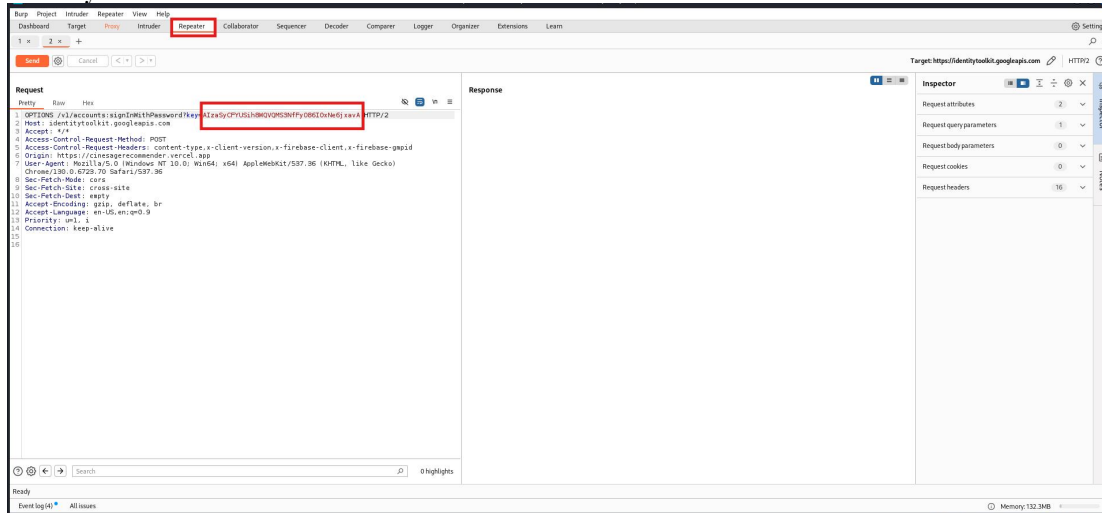 Burp Project Intruder Repeater View Help
Dashboard Target Proxy Intruder Repeater Collaborator Sequencer Decoder Comparer Logger Organizer Extensions Learn Setting
1 × 2 × +
Send Cancel < > Target: https://identitytoolkit.googleapis.com HTTP/2
Request
Pretty Raw Hex \n
1 OPTIONS /v1/accounts:signInWithPassword?key= HTTP/2
2 Host: identitytoolkit.googleapis.com
3 Accept: */*
4 Access-Control-Request-Method: POST
5 Access-Control-Request-Headers: content-type,x-client-version,x-firebase-client,x-firebase-gmpid
6 Origin: https://cinesagerecommender.vercel.app
7 User-Agent: Mozilla/5.0 (Windows NT 10.0; Win64; x64) AppleWebKit/537.36 (KHTML, like Gecko)
Chrome/130.0.6723.70 Safari/537.36
8 Sec-Fetch-Mode: cors
9 Sec-Fetch-Site: cross-site
10 Sec-Fetch-Dest: empty
11 Accept-Encoding: gzip, deflate, br
12 Accept-Language: en-US,en;q=0.9
13 Priority: u=1, i
14 Connection: keep-alive
15
16
Search 0 highlights
Response
Inspector
Request attributes 2
Request query parameters 1
Request body parameters 0
Request cookies 0
Request headers 16
Notes
Ready
Event log (4) All issues
Memory: 132.3MB